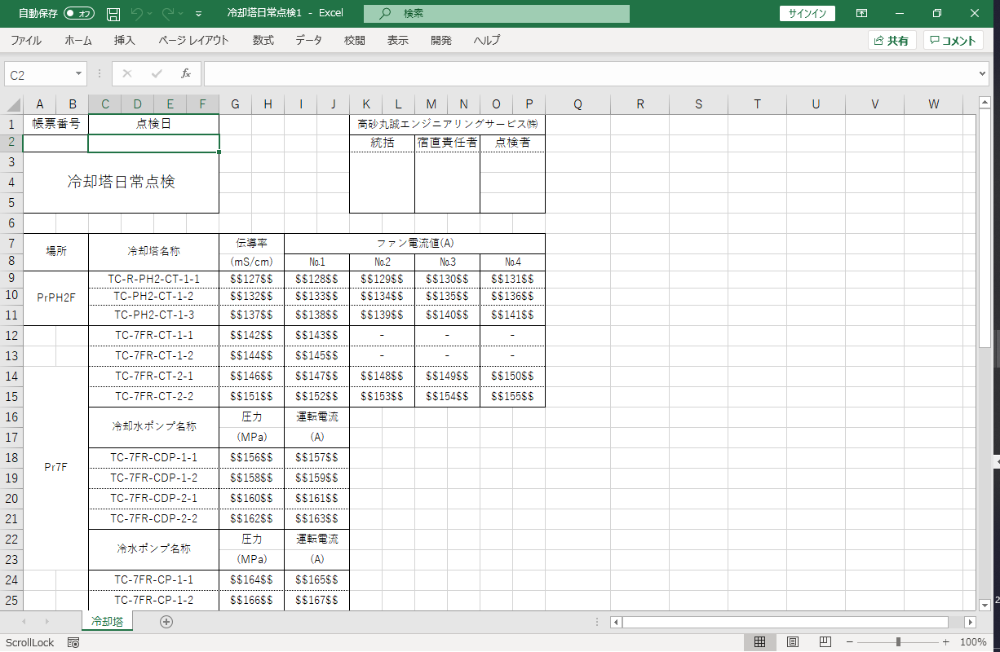 自動保存 オフ 冷却塔日常点検1 - Excel 検索 サインイン
ファイル ホーム 挿入 ページ レイアウト 数式 データ 校閲 表示 開発 ヘルプ 共有 コメント
C2 fx
A B C D E F G H I J K L M N O P Q R S T U V W
1 帳票番号 点検日 高砂丸誠エンジニアリングサービス㈱
2 統括 宿直責任者 点検者
3
4 冷却塔日常点検
5
6
7 場所 冷却塔名称 伝導率 ファン電流値(A)
8 (mS/cm) №1 №2 №3 №4
9 TC-R-PH2-CT-1-1 $$127$$ $$128$$ $$129$$ $$130$$ $$131$$
10 PrPH2F TC-PH2-CT-1-2 $$132$$ $$133$$ $$134$$ $$135$$ $$136$$
11 TC-PH2-CT-1-3 $$137$$ $$138$$ $$139$$ $$140$$ $$141$$
12 TC-7FR-CT-1-1 $$142$$ $$143$$ - - -
13 TC-7FR-CT-1-2 $$144$$ $$145$$ - - -
14 TC-7FR-CT-2-1 $$146$$ $$147$$ $$148$$ $$149$$ $$150$$
15 TC-7FR-CT-2-2 $$151$$ $$152$$ $$153$$ $$154$$ $$155$$
16 冷却水ポンプ名称 圧力 運転電流
17 (MPa) (A)
18 Pr7F TC-7FR-CDP-1-1 $$156$$ $$157$$
19 TC-7FR-CDP-1-2 $$158$$ $$159$$
20 TC-7FR-CDP-2-1 $$160$$ $$161$$
21 TC-7FR-CDP-2-2 $$162$$ $$163$$
22 冷水ポンプ名称 圧力 運転電流
23 (MPa) (A)
24 TC-7FR-CP-1-1 $$164$$ $$165$$
25 TC-7FR-CP-1-2 $$166$$ $$167$$
冷却塔
ScrollLock 100%